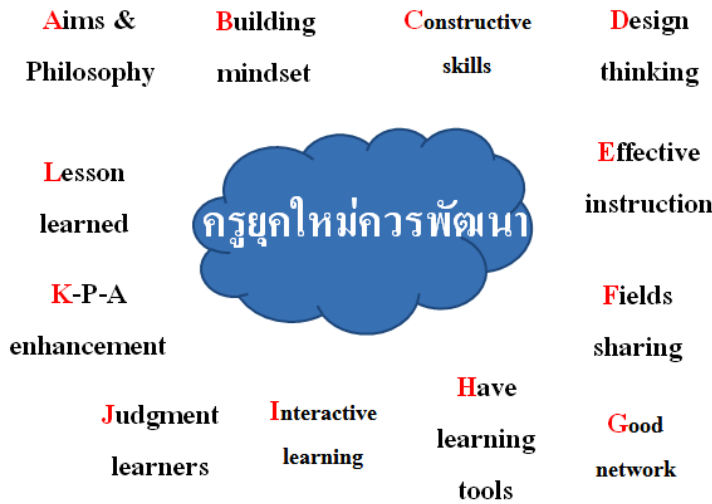 Aims &
Philosophy
Building
mindset
Constructive
skills
Design
thinking
Effective
instruction
Fields
sharing
Good
network
Have
learning
tools
Interactive
learning
Judgment
learners
K-P-A
enhancement
Lesson
learned
ครูยุคใหม่ควรพัฒนา